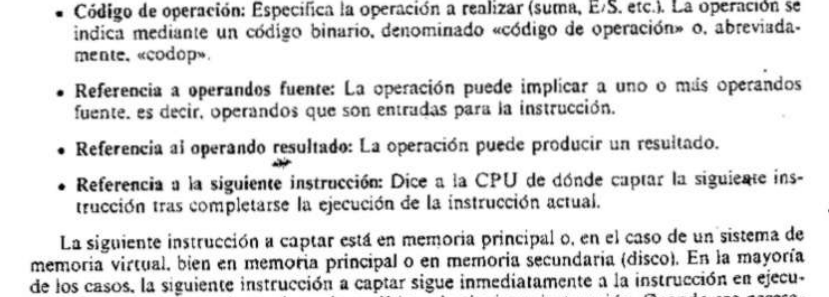 • Código de operación: Especifica la operación a realizar (suma, E/S. etc.). La operación se
indica mediante un código binario, denominado «código de operación» o, abreviada-
mente, «codop».
• Referencia a operandos fuente: La operación puede implicar a uno o más operandos
fuente, es decir, operandos que son entradas para la instrucción.
• Referencia al operando resultado: La operación puede producir un resultado.
• Referencia a la siguiente instrucción: Dice a la CPU de dónde captar la siguiente ins-
trucción tras completarse la ejecución de la instrucción actual.
La siguiente instrucción a captar está en memoria principal o, en el caso de un sistema de
memoria virtual, bien en memoria principal o en memoria secundaria (disco). En la mayoría
de los casos, la siguiente instrucción a captar sigue inmediatamente a la instrucción en ejecu-